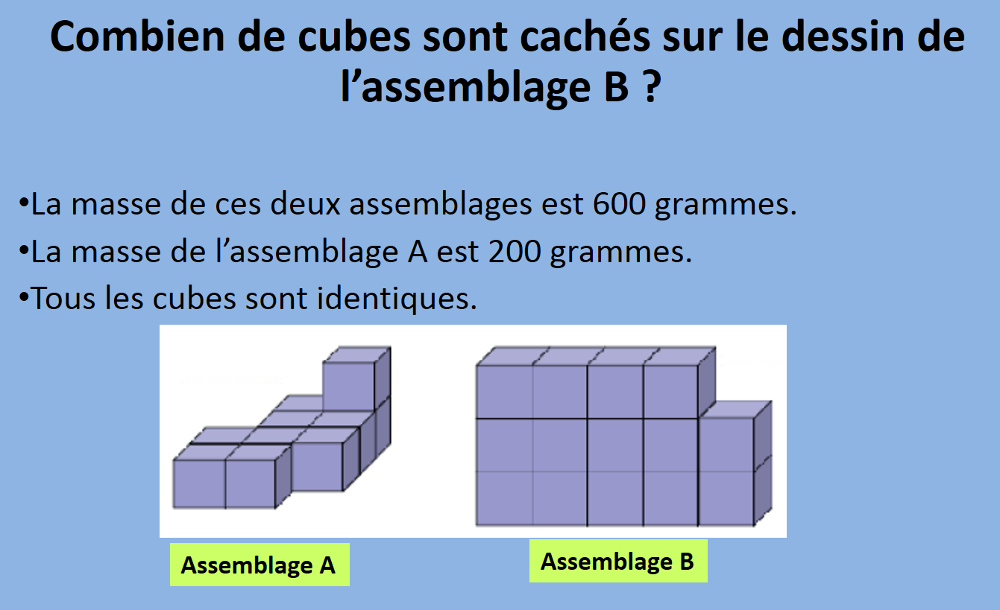 Combien de cubes sont cachés sur le dessin de
l’assemblage B ?
•La masse de ces deux assemblages est 600 grammes.
•La masse de l’assemblage A est 200 grammes.
•Tous les cubes sont identiques.
Assemblage A
Assemblage B